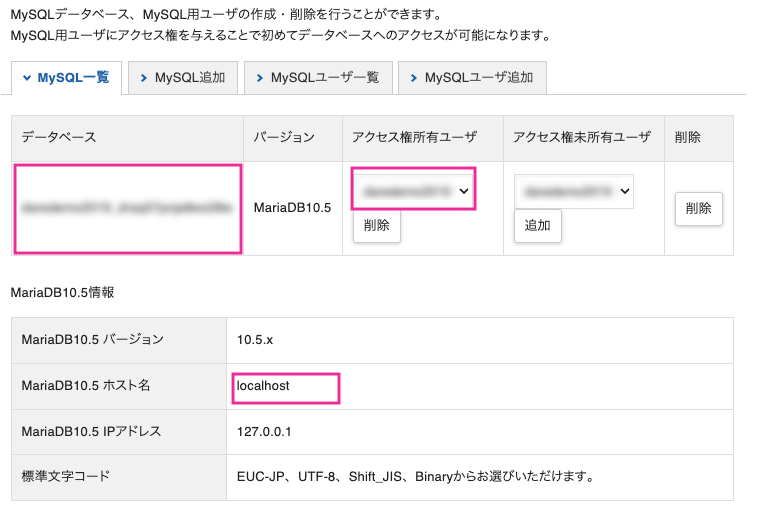 MySQLデータベース、MySQL用ユーザの作成・削除を行うことができます。
MySQL用ユーザにアクセス権を与えることで初めてデータベースへのアクセスが可能になります。
MySQL一覧 MySQL追加 MySQLユーザ一覧 MySQLユーザ追加
データベース バージョン アクセス権所有ユーザ アクセス権未所有ユーザ 削除
MariaDB10.5 削除
削除 追加
MariaDB10.5情報
MariaDB10.5 バージョン 10.5.x
MariaDB10.5 ホスト名 localhost
MariaDB10.5 IPアドレス 127.0.0.1
標準文字コード EUC-JP、UTF-8、Shift_JIS、Binaryからお選びいただけます。